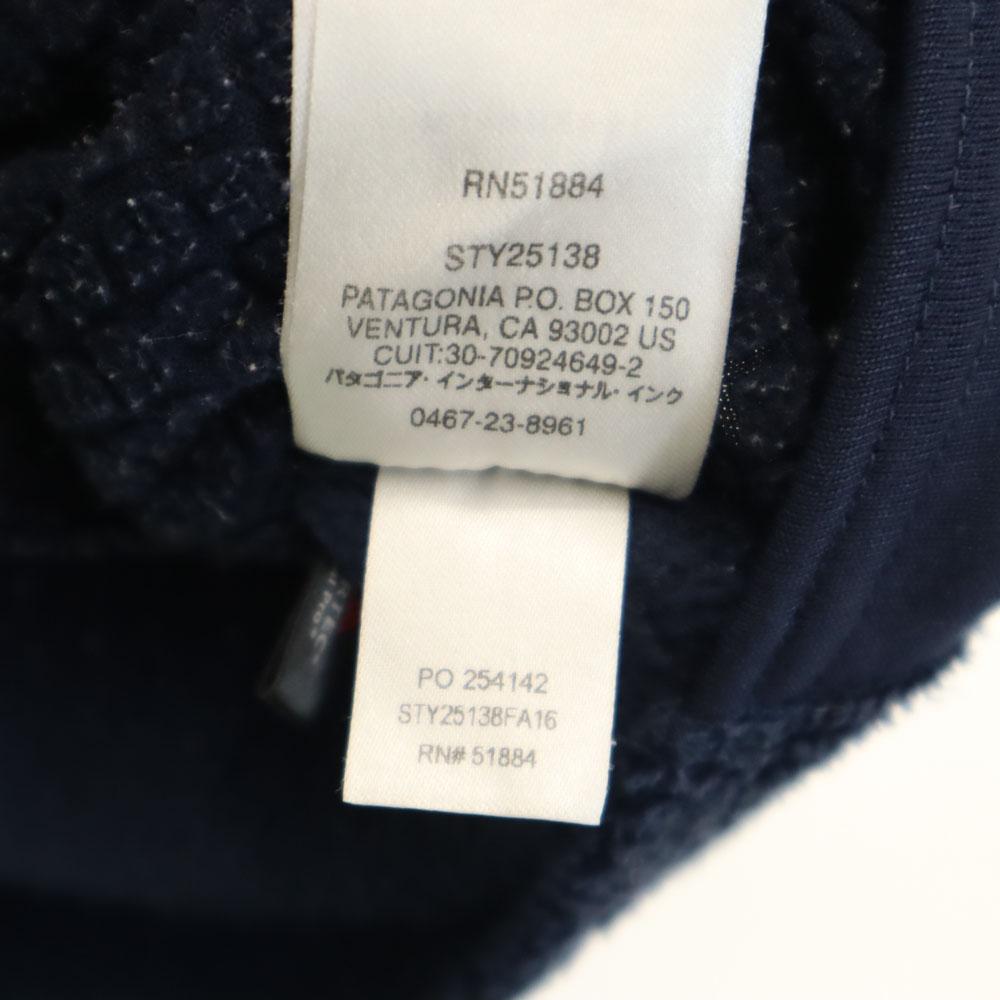 RN51884
STY25138
PATAGONIA P.O. BOX 150
VENTURA, CA 93002 US
CUIT:30-70924649-2
パタゴニア・インターナショナル・インク
0467-23-8961
PO 254142
STY25138FA16
RN# 51884